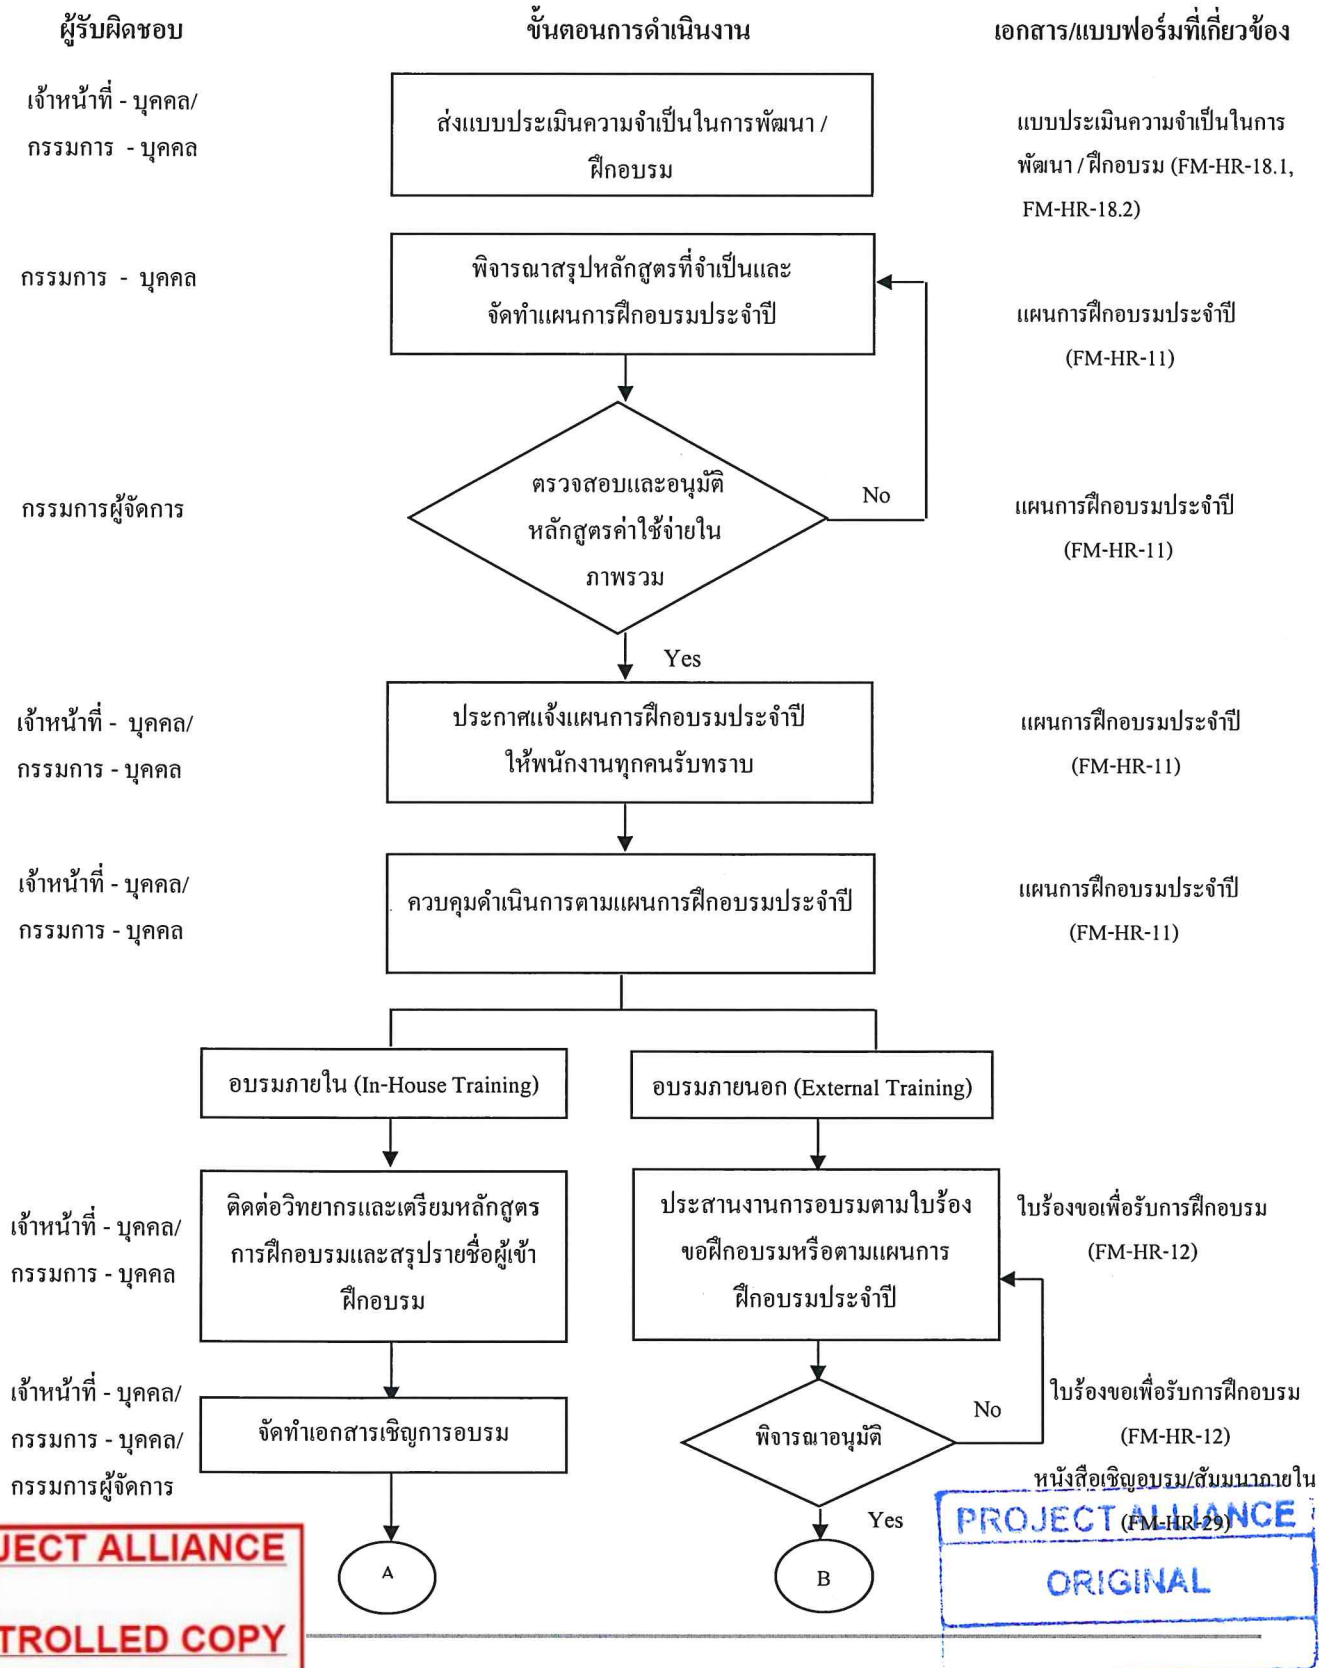 ผู้รับผิดชอบ
ขั้นตอนการดำเนินงาน
เอกสาร/แบบฟอร์มที่เกี่ยวข้อง
เจ้าหน้าที่ - บุคคล/
กรรมการ - บุคคล
ส่งแบบประเมินความจำเป็นในการพัฒนา /
ฝึกอบรม
แบบประเมินความจำเป็นในการ
พัฒนา / ฝึกอบรม (FM-HR-18.1,
FM-HR-18.2)
กรรมการ - บุคคล
พิจารณาสรุปหลักสูตรที่จำเป็นและ
จัดทำแผนการฝึกอบรมประจำปี
แผนการฝึกอบรมประจำปี
(FM-HR-11)
กรรมการผู้จัดการ
ตรวจสอบและอนุมัติ
หลักสูตรค่าใช้จ่ายใน
ภาพรวม
No
แผนการฝึกอบรมประจำปี
(FM-HR-11)
Yes
เจ้าหน้าที่ - บุคคล/
กรรมการ - บุคคล
ประกาศแจ้งแผนการฝึกอบรมประจำปี
ให้พนักงานทุกคนรับทราบ
แผนการฝึกอบรมประจำปี
(FM-HR-11)
เจ้าหน้าที่ - บุคคล/
กรรมการ - บุคคล
ควบคุมดำเนินการตามแผนการฝึกอบรมประจำปี
แผนการฝึกอบรมประจำปี
(FM-HR-11)
อบรมภายใน (In-House Training)
อบรมภายนอก (External Training)
เจ้าหน้าที่ - บุคคล/
กรรมการ - บุคคล
ติดต่อวิทยากรและเตรียมหลักสูตร
การฝึกอบรมและสรุปรายชื่อผู้เข้า
ฝึกอบรม
ประสานงานการอบรมตามใบร้อง
ขอฝึกอบรมหรือตามแผนการ
ฝึกอบรมประจำปี
ใบร้องขอเพื่อรับการฝึกอบรม
(FM-HR-12)
เจ้าหน้าที่ - บุคคล/
กรรมการ - บุคคล/
กรรมการผู้จัดการ
จัดทำเอกสารเชิญการอบรม
พิจารณาอนุมัติ
No
Yes
ใบร้องขอเพื่อรับการฝึกอบรม
(FM-HR-12)
หนังสือเชิญอบรม/สัมมนาภายใน
(FM-HR-29)
PROJECT ALLIANCE
ORIGINAL
A
B
JECT ALLIANCE
TROLLED COPY